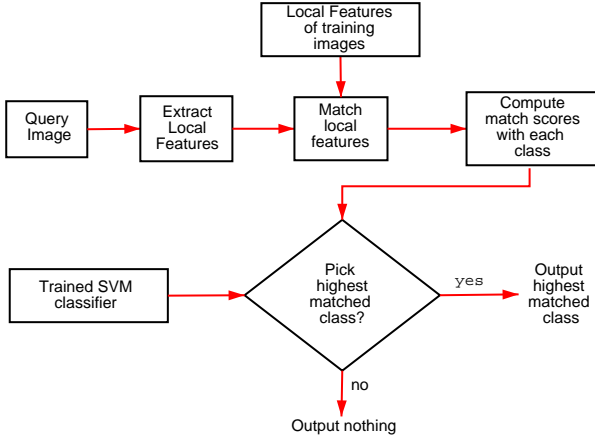 Local Features
of training
images
Query
Image
Extract
Local
Features
Match
local
features
Compute
match scores
with each
class
Trained SVM
classifier
Pick
highest
matched
class?
yes
Output
highest
matched
class
no
Output nothing